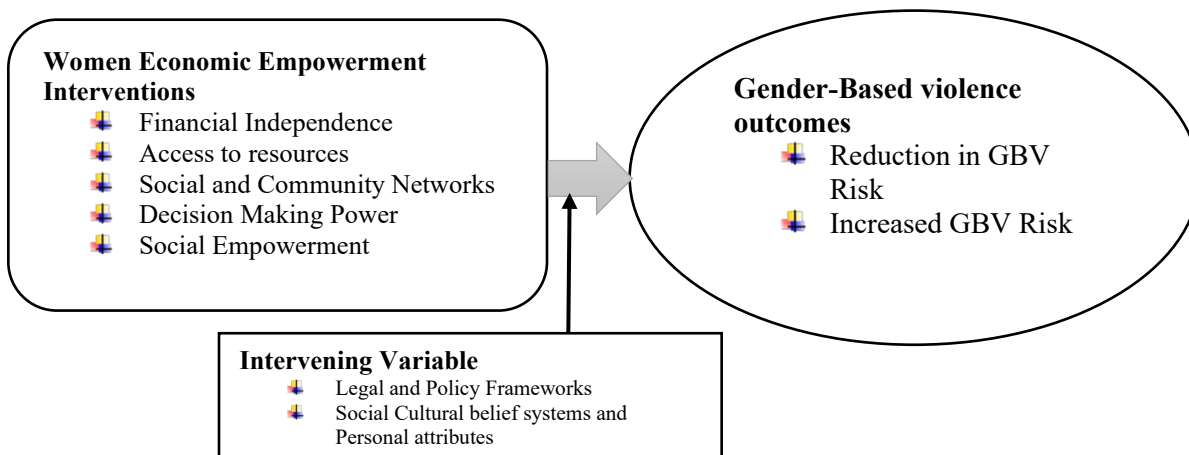 Women Economic Empowerment
Interventions
Financial Independence
Access to resources
Social and Community Networks
Decision Making Power
Social Empowerment
Gender-Based violence
outcomes
Reduction in GBV
Risk
Increased GBV Risk
Intervening Variable
Legal and Policy Frameworks
Social Cultural belief systems and
Personal attributes